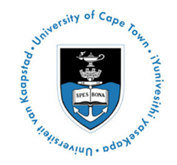 University of Cape Town • iYunivesithi yaseKapa • Universiteit van Kaapstad •
SPES BONA